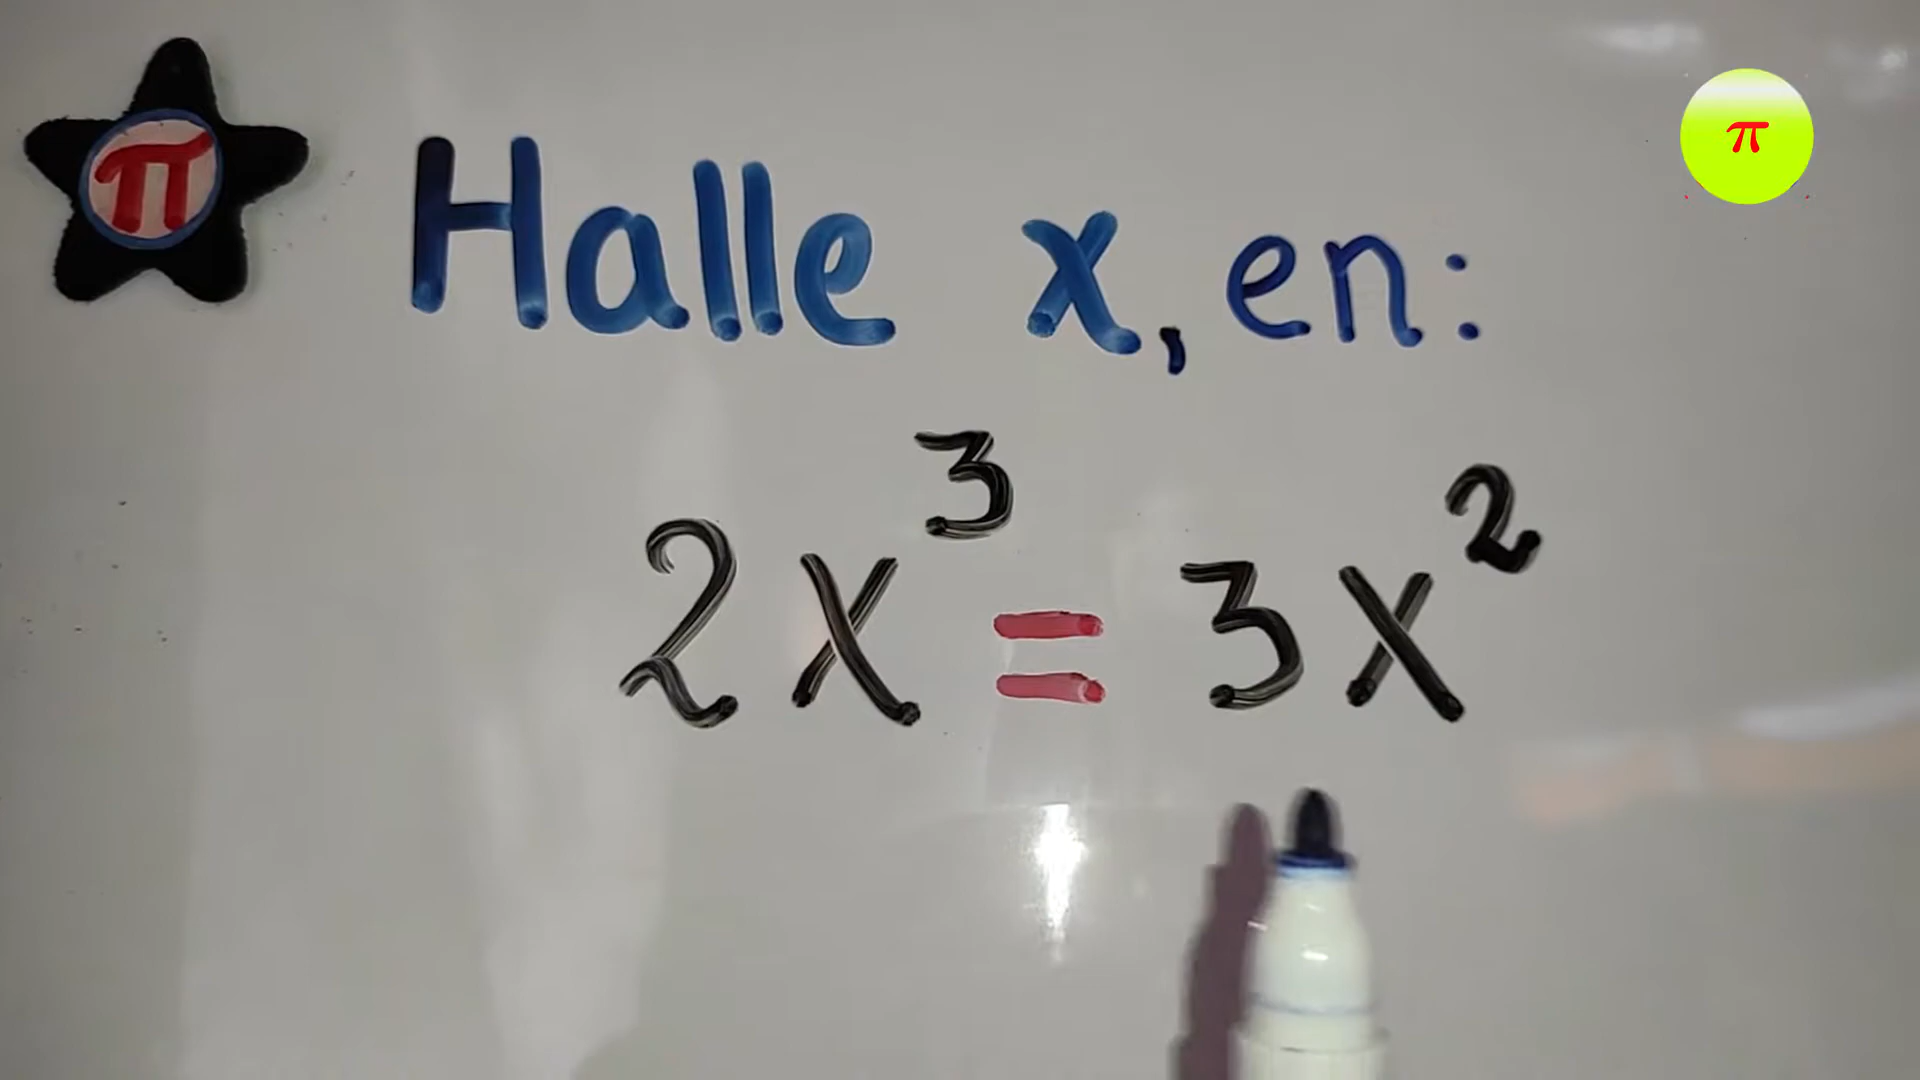 π
Halle x, en:
π
2x³ = 3x²